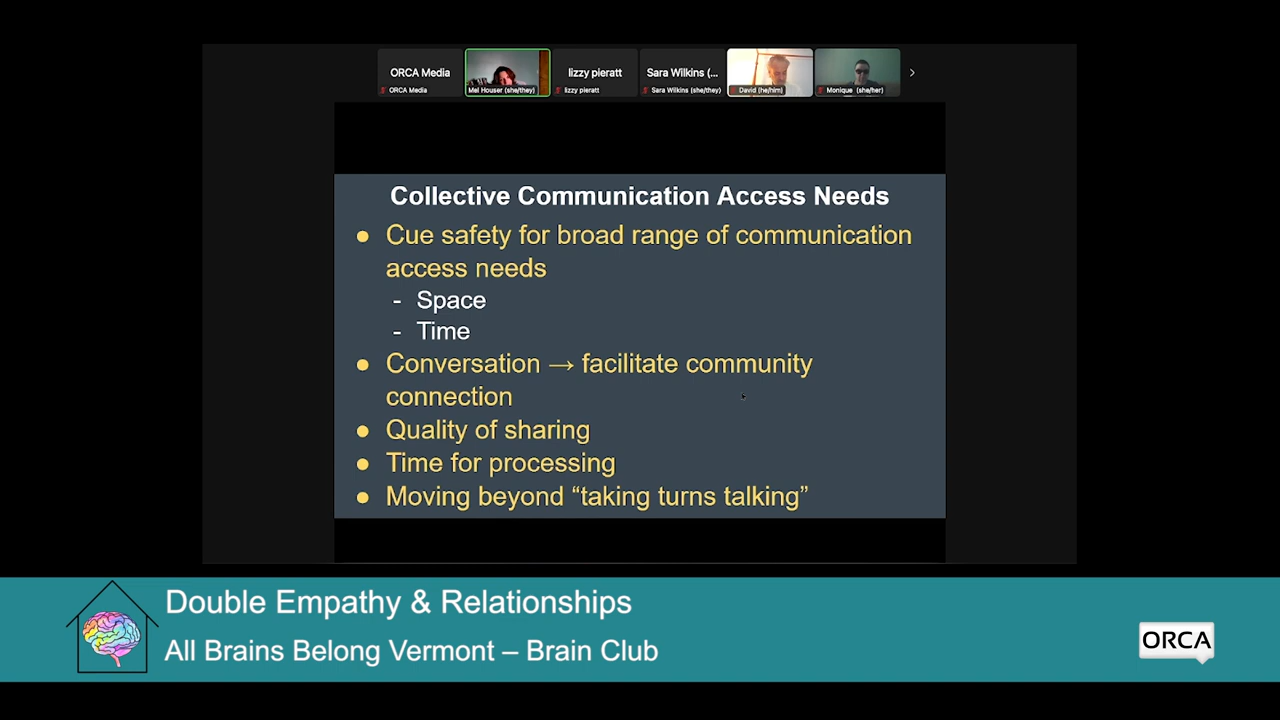 ORCA Media
lizzy pieratt
Sara Wilkins (...
ORCA Media
Mel Houser (she/they)
lizzy pieratt
Sara Wilkins (she/they)
David (he/him)
Monique (she/her)
Collective Communication Access Needs
● Cue safety for broad range of communication
access needs
- Space
- Time
● Conversation → facilitate community
connection
● Quality of sharing
● Time for processing
● Moving beyond “taking turns talking”
Double Empathy & Relationships
All Brains Belong Vermont – Brain Club
ORCA